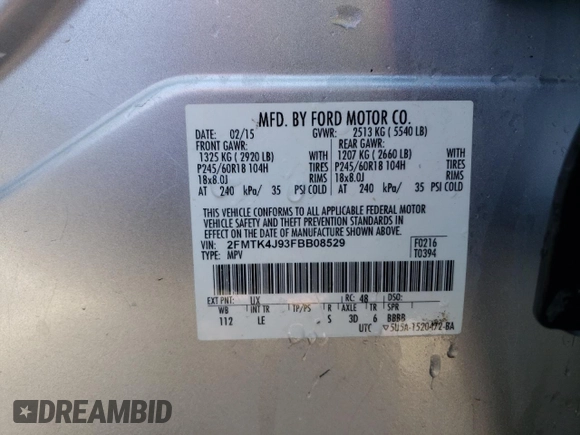 MFD. BY FORD MOTOR CO.
DATE: 02/15 GVWR: 2513 KG ( 5540 LB)
FRONT GAWR: REAR GAWR:
1325 KG ( 2920 LB) WITH 1207 KG ( 2660 LB) WITH
P245/60R18 104H TIRES P245/60R18 104H TIRES
18x8.0J RIMS 18x8.0J RIMS
AT 240 kPa/ 35 PSI COLD AT 240 kPa/ 35 PSI COLD
THIS VEHICLE CONFORMS TO ALL APPLICABLE FEDERAL MOTOR
VEHICLE SAFETY AND THEFT PREVENTION STANDARDS IN EFFECT
ON THE DATE OF MANUFACTURE SHOWN ABOVE.
VIN: 2FMTK4J93FBB08529 F0216
TYPE: MPV T0394
EXT PNT: UX RC: 48 DSO:
WB INT TR TP/PS R AXLE TR SPR
112 LE S 3D 6 BBBB
UTC
DREAMBID